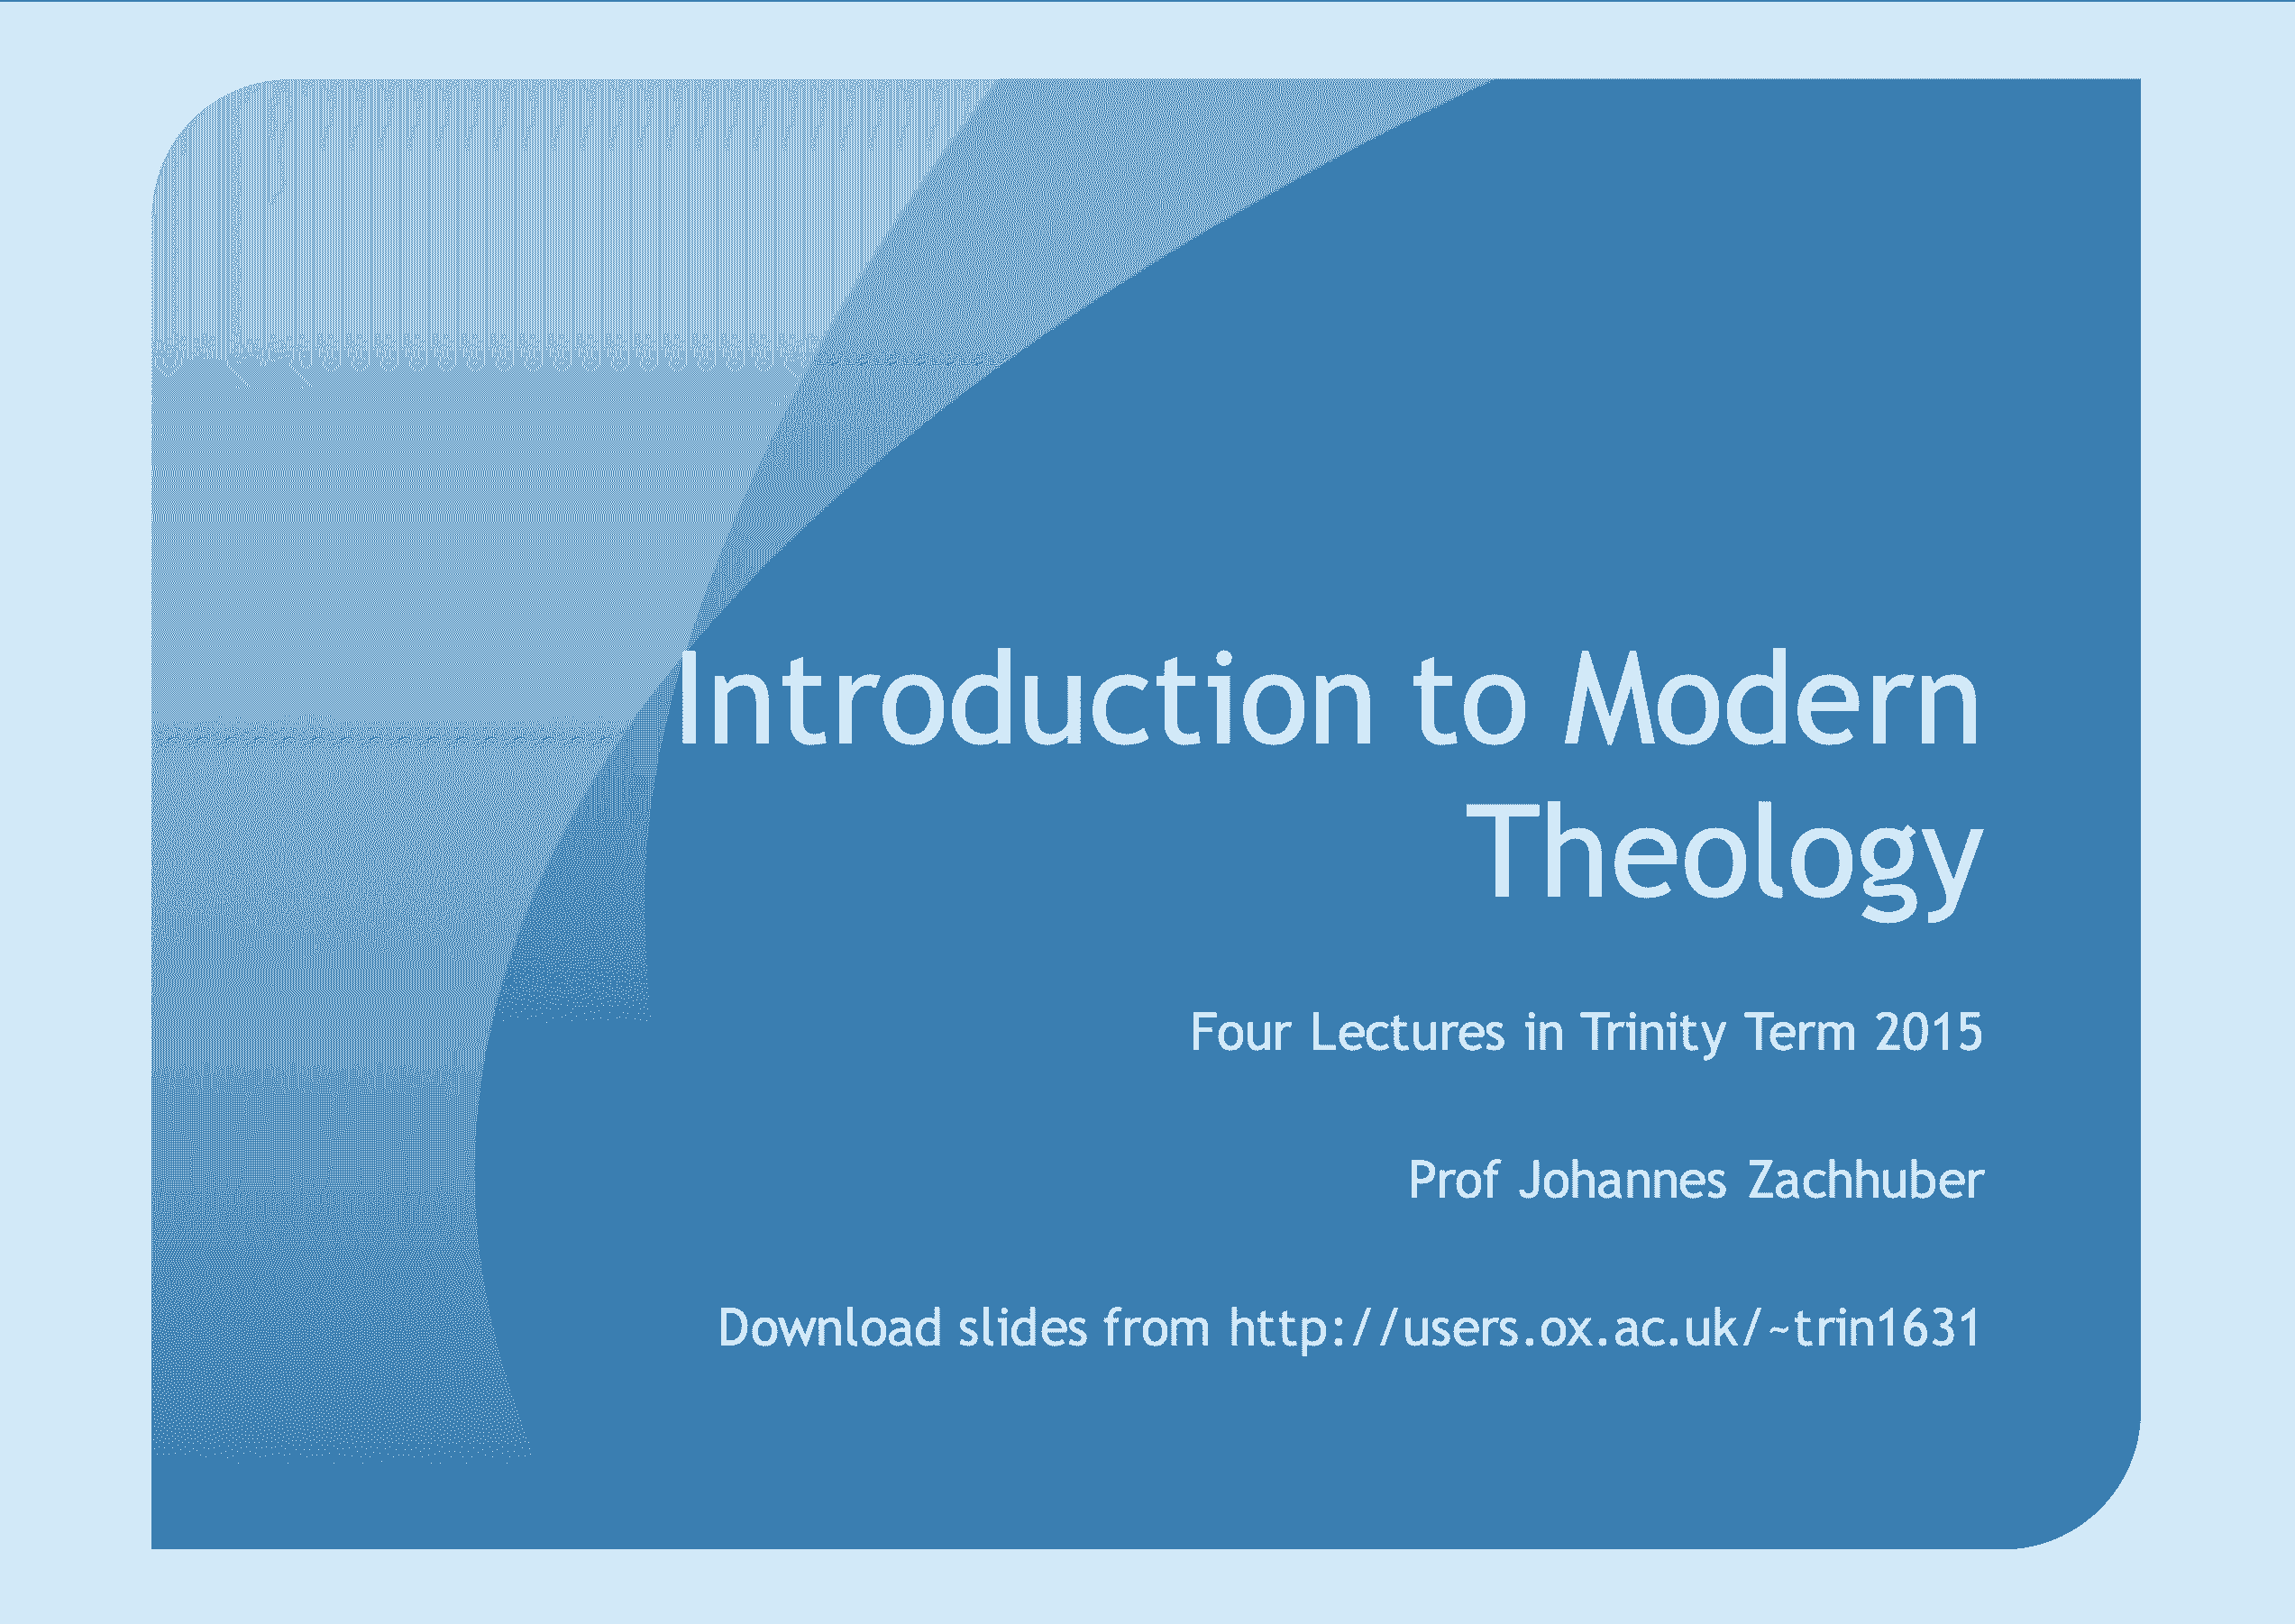 Introduction to Modern
Theology
Four Lectures in Trinity Term 2015
Prof Johannes Zachhuber
Download slides from http://users.ox.ac.uk/~trin1631